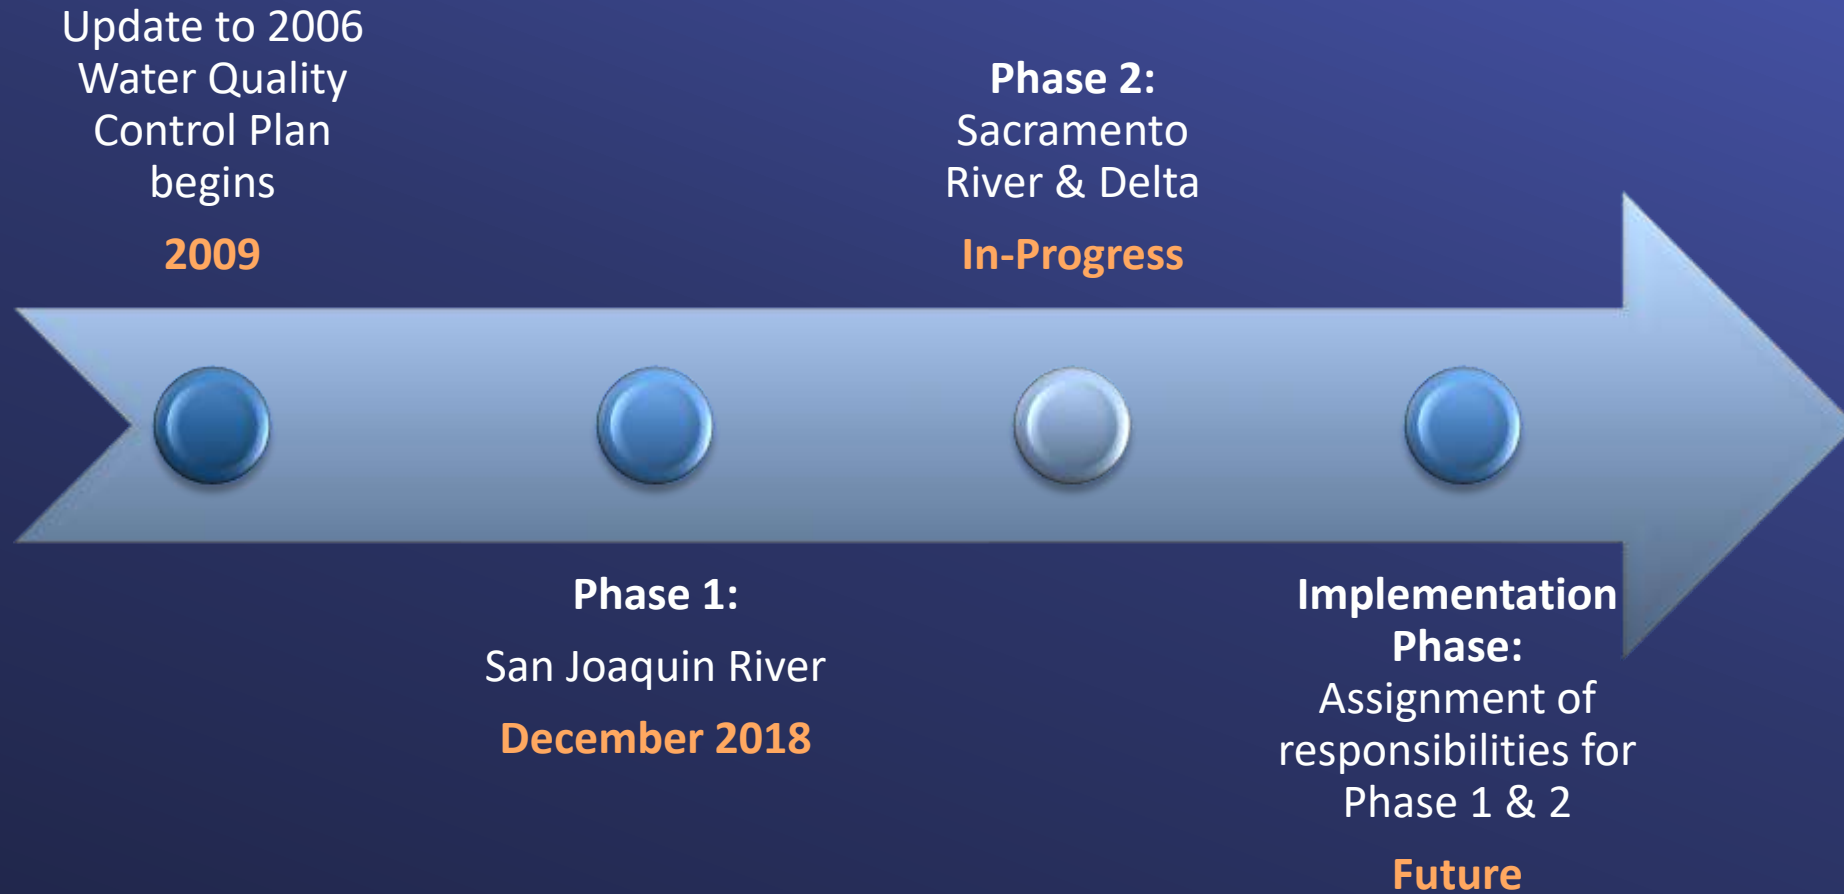 Update to 2006
Water Quality
Control Plan
begins
2009
Phase 1:
San Joaquin River
December 2018
Phase 2:
Sacramento
River & Delta
In-Progress
Implementation
Phase:
Assignment of
responsibilities for
Phase 1 & 2
Future